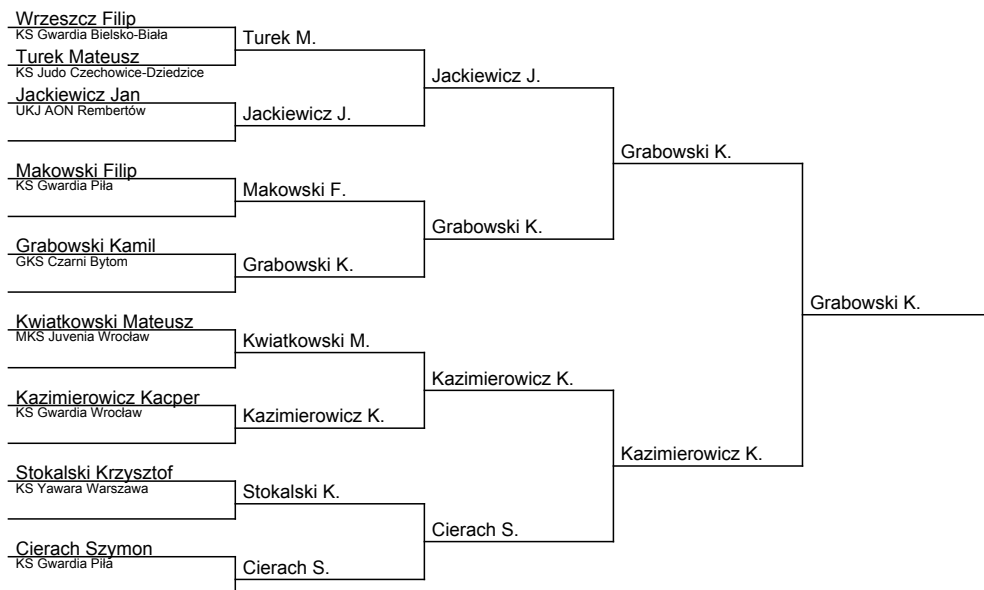 Wrzeszcz Filip
KS Gwardia Bielsko-Biała
Turek M.
Turek Mateusz
KS Judo Czechowice-Dziedzice
Jackiewicz J.
Jackiewicz Jan
UKJ AON Rembertów
Jackiewicz J.
Grabowski K.
Makowski Filip
KS Gwardia Piła
Makowski F.
Grabowski K.
Grabowski Kamil
GKS Czarni Bytom
Grabowski K.
Grabowski K.
Kwiatkowski Mateusz
MKS Juvenia Wrocław
Kwiatkowski M.
Kazimierowicz K.
Kazimierowicz Kacper
KS Gwardia Wrocław
Kazimierowicz K.
Kazimierowicz K.
Stokalski Krzysztof
KS Yawara Warszawa
Stokalski K.
Cierach S.
Cierach Szymon
KS Gwardia Piła
Cierach S.